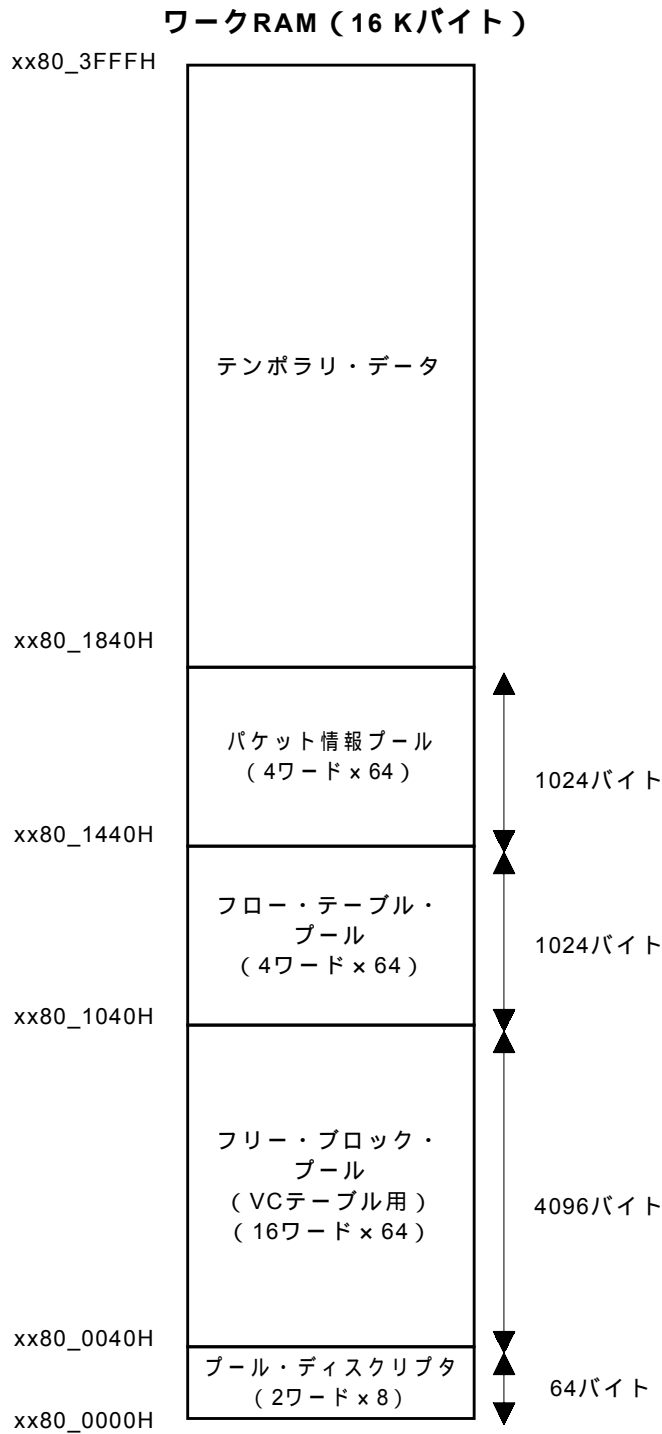 ワークRAM（16 Kバイト）
xx80_3FFFH
テンポラリ・データ
xx80_1840H
パケット情報プール
（4ワード x 64）
1024バイト
xx80_1440H
フロー・テーブル・
プール
（4ワード x 64）
1024バイト
xx80_1040H
フリー・ブロック・
プール
（VCテーブル用）
（16ワード x 64）
4096バイト
xx80_0040H
プール・ディスクリプタ
（2ワード x 8）
64バイト
xx80_0000H